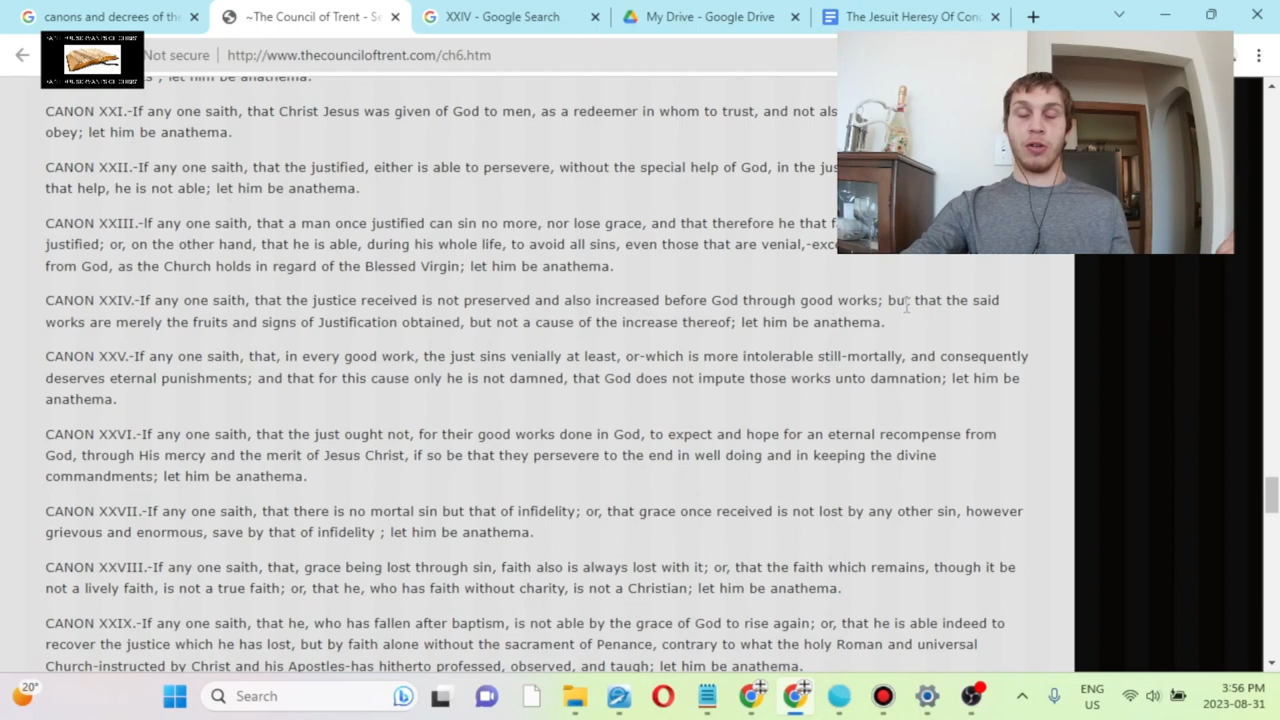 canons and decrees of the
~The Council of Trent - Se
XXIV - Google Search
My Drive - Google Drive
The Jesuit Heresy Of Con
Not secure
http://www.thecounciloftrent.com/ch6.htm
, let him be anathema.
CANON XXI.-If any one saith, that Christ Jesus was given of God to men, as a redeemer in whom to trust, and not
obey; let him be anathema.
CANON XXII.-If any one saith, that the justified, either is able to persevere, without the special help of God, in the
that help, he is not able; let him be anathema.
CANON XXIII.-lf any one saith, that a man once justified can sin no more, nor lose grace, and that therefore he that
justified; or, on the other hand, that he is able, during his whole life, to avoid all sins, even those that are venial,
from God, as the Church holds in regard of the Blessed Virgin; let him be anathema.
CANON XXIV.-If any one saith, that the justice received is not preserved and also increased before God through good works; but that the said
works are merely the fruits and signs of Justification obtained, but not a cause of the increase thereof; let him be anathema.
CANON XXV.-If any one saith, that, in every good work, the just sins venially at least, or-which is more intolerable still-mortally, and consequently
deserves eternal punishments; and that for this cause only he is not damned, that God does not impute those works unto damnation; let him be
anathema.
CANON XXVI.-If any one saith, that the just ought not, for their good works done in God, to expect and hope for an eternal recompense from
God, through His mercy and the merit of Jesus Christ, if so be that they persevere to the end in well doing and in keeping the divine
commandments; let him be anathema.
CANON XXVII.-If any one saith, that there is no mortal sin but that of infidelity; or, that grace once received is not lost by any other sin, however
grievous and enormous, save by that of infidelity ; let him be anathema.
CANON XXVIII.-If any one saith, that, grace being lost through sin, faith also is always lost with it; or, that the faith which remains, though it be
not a lively faith, is not a true faith; or, that he, who has faith without charity, is not a Christian; let him be anathema.
CANON XXIX.-If any one saith, that he, who has fallen after baptism, is not able by the grace of God to rise again; or, that he is able indeed to
recover the justice which he has lost, but by faith alone without the sacrament of Penance, contrary to what the holy Roman and universal
Church-instructed by Christ and his Apostles-has hitherto professed, observed, and taugh; let him be anathema.
20°
Search
ENG
US
3:56 PM
2023-08-31